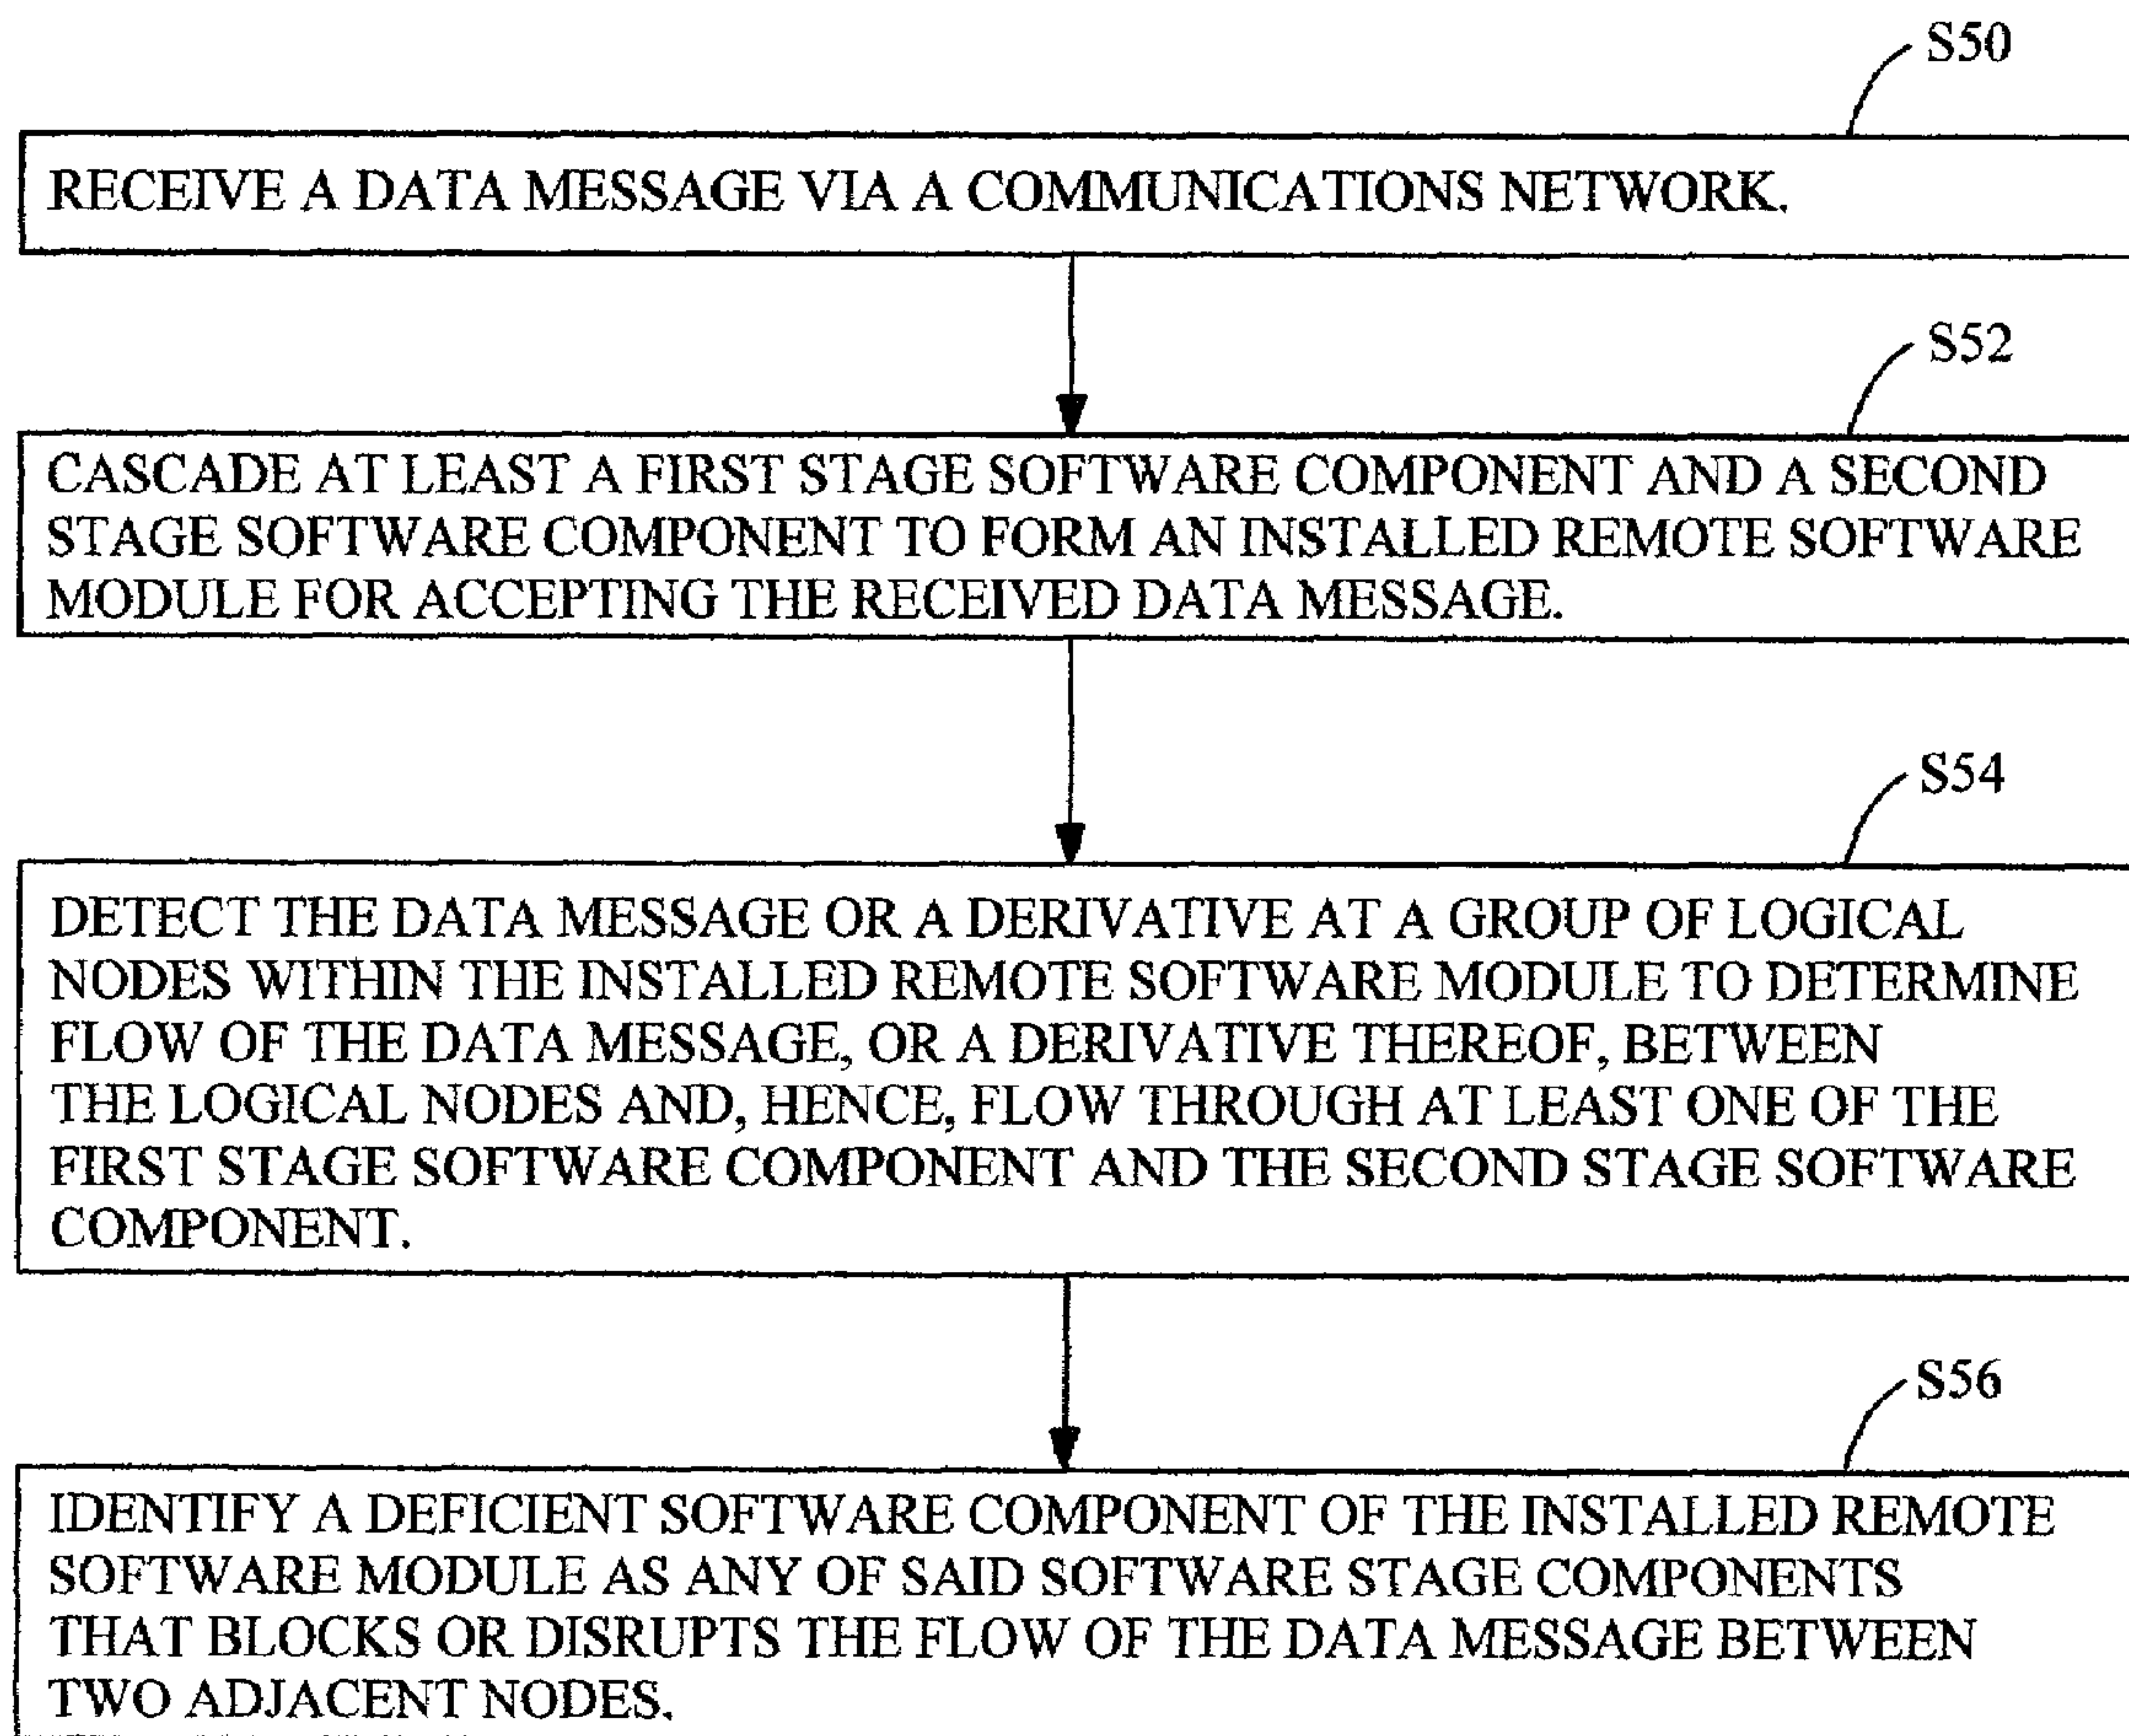 S50
RECEIVE A DATA MESSAGE VIA A COMMUNICATIONS NETWORK.
S52
CASCADE AT LEAST A FIRST STAGE SOFTWARE COMPONENT AND A SECOND
STAGE SOFTWARE COMPONENT TO FORM AN INSTALLED REMOTE SOFTWARE
MODULE FOR ACCEPTING THE RECEIVED DATA MESSAGE.
S54
DETECT THE DATA MESSAGE OR A DERIVATIVE AT A GROUP OF LOGICAL
NODES WITHIN THE INSTALLED REMOTE SOFTWARE MODULE TO DETERMINE
FLOW OF THE DATA MESSAGE, OR A DERIVATIVE THEREOF, BETWEEN
THE LOGICAL NODES AND, HENCE, FLOW THROUGH AT LEAST ONE OF THE
FIRST STAGE SOFTWARE COMPONENT AND THE SECOND STAGE SOFTWARE
COMPONENT.
S56
IDENTIFY A DEFICIENT SOFTWARE COMPONENT OF THE INSTALLED REMOTE
SOFTWARE MODULE AS ANY OF SAID SOFTWARE STAGE COMPONENTS
THAT BLOCKS OR DISRUPTS THE FLOW OF THE DATA MESSAGE BETWEEN
TWO ADJACENT NODES.